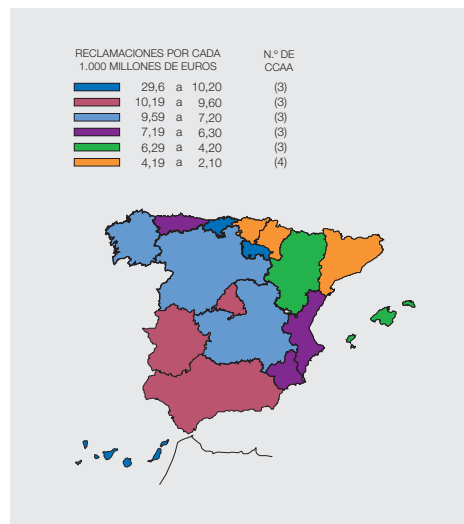 RECLAMACIONES POR CADA N.º DE
1.000 MILLONES DE EUROS CCAA
29,6 a 10,20 (3)
10,19 a 9,60 (3)
9,59 a 7,20 (3)
7,19 a 6,30 (3)
6,29 a 4,20 (3)
4,19 a 2,10 (4)